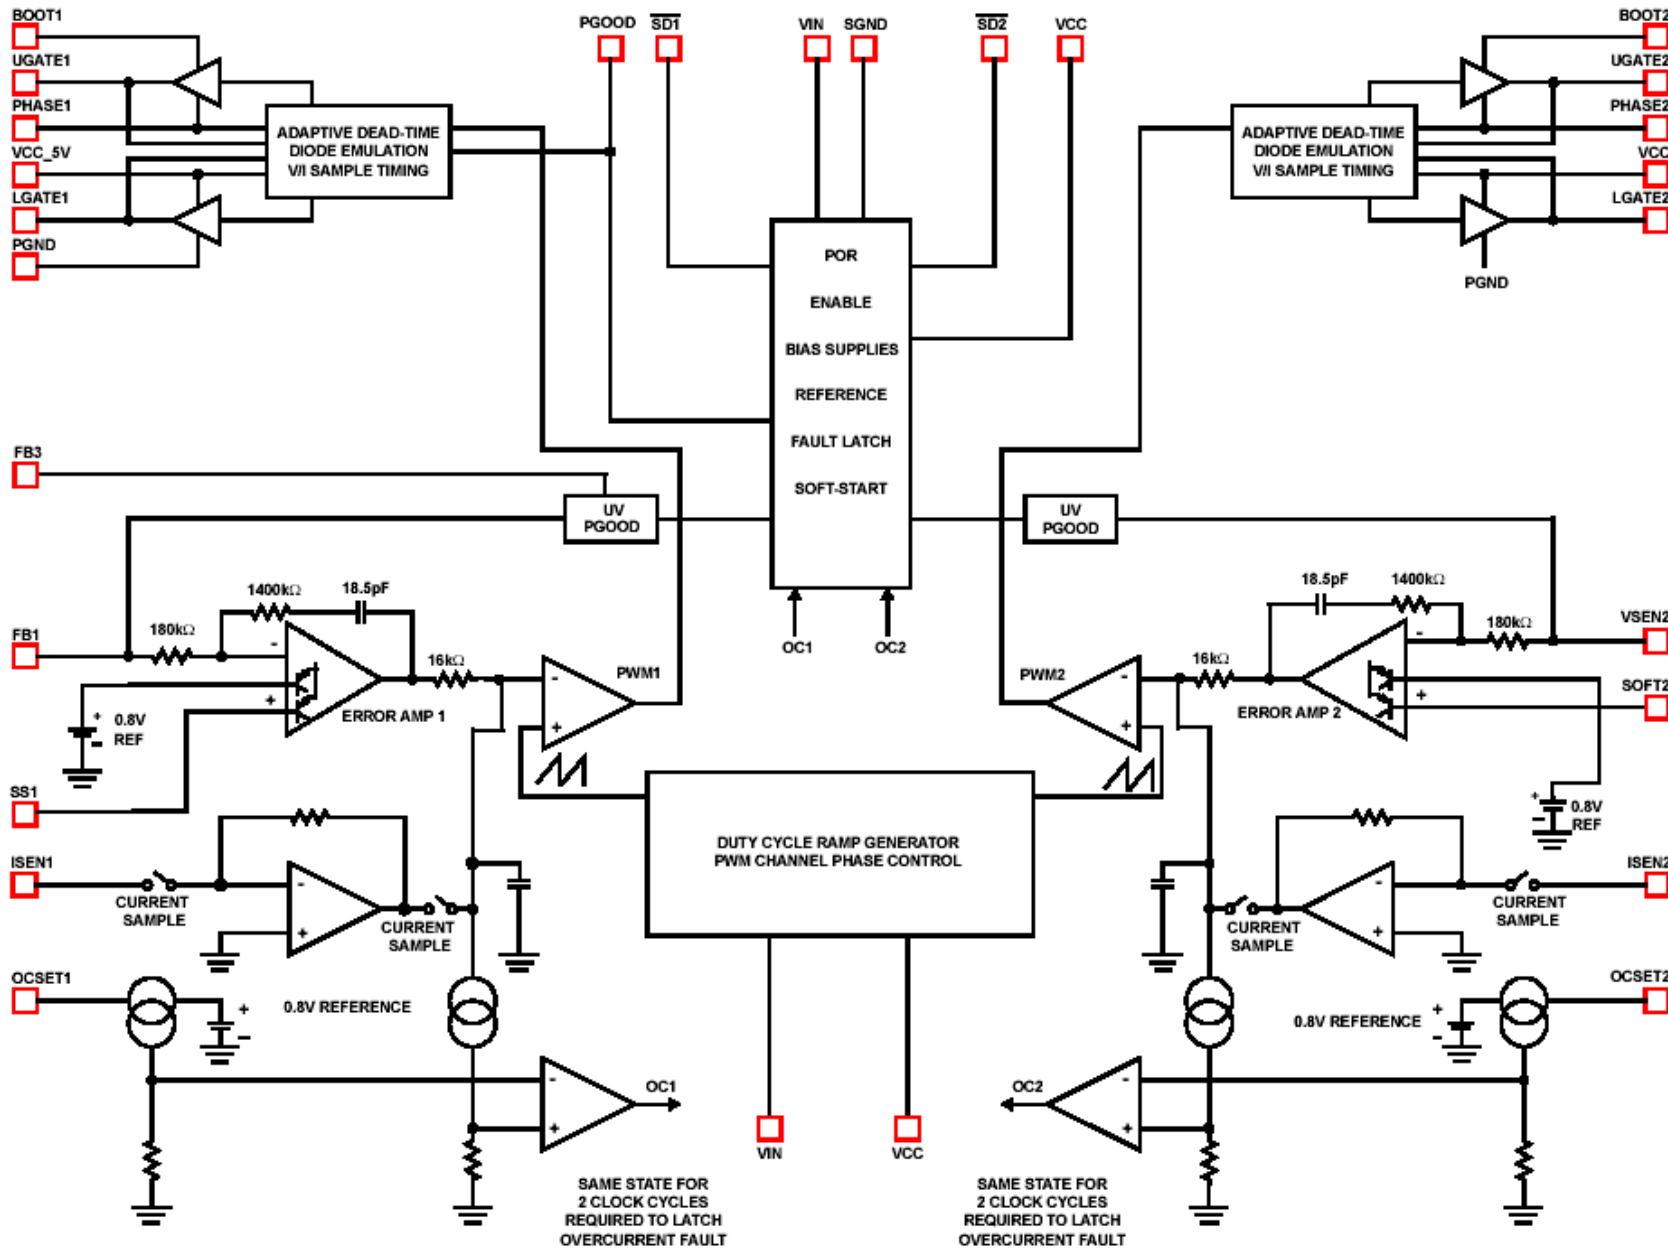 BOOT1
UGATE1
PHASE1
VCC_5V
LGATE1
PGND
ADAPTIVE DEAD-TIME
DIODE EMULATION
V/I SAMPLE TIMING
PGOOD
SD1
VIN
SGND
SD2
VCC
BOOT2
UGATE2
PHASE2
VCC
LGATE2
ADAPTIVE DEAD-TIME
DIODE EMULATION
V/I SAMPLE TIMING
PGND
POR
ENABLE
BIAS SUPPLIES
REFERENCE
FAULT LATCH
SOFT-START
FB3
UV
PGOOD
UV
PGOOD
OC1
OC2
1400kΩ
18.5pF
180kΩ
FB1
-
+
16kΩ
ERROR AMP 1
+
-
0.8V
REF
SS1
PWM1
-
+
PWM2
-
+
18.5pF
1400kΩ
180kΩ
VSEN2
16kΩ
-
+
ERROR AMP 2
SOFT2
+
-
0.8V
REF
DUTY CYCLE RAMP GENERATOR
PWM CHANNEL PHASE CONTROL
ISEN1
CURRENT
SAMPLE
-
+
CURRENT
SAMPLE
CURRENT
SAMPLE
-
+
CURRENT
SAMPLE
ISEN2
OCSET1
+
-
0.8V REFERENCE
0.8V REFERENCE
+
-
OCSET2
-
+
OC1
OC2
-
+
VIN
VCC
SAME STATE FOR
2 CLOCK CYCLES
REQUIRED TO LATCH
OVERCURRENT FAULT
SAME STATE FOR
2 CLOCK CYCLES
REQUIRED TO LATCH
OVERCURRENT FAULT